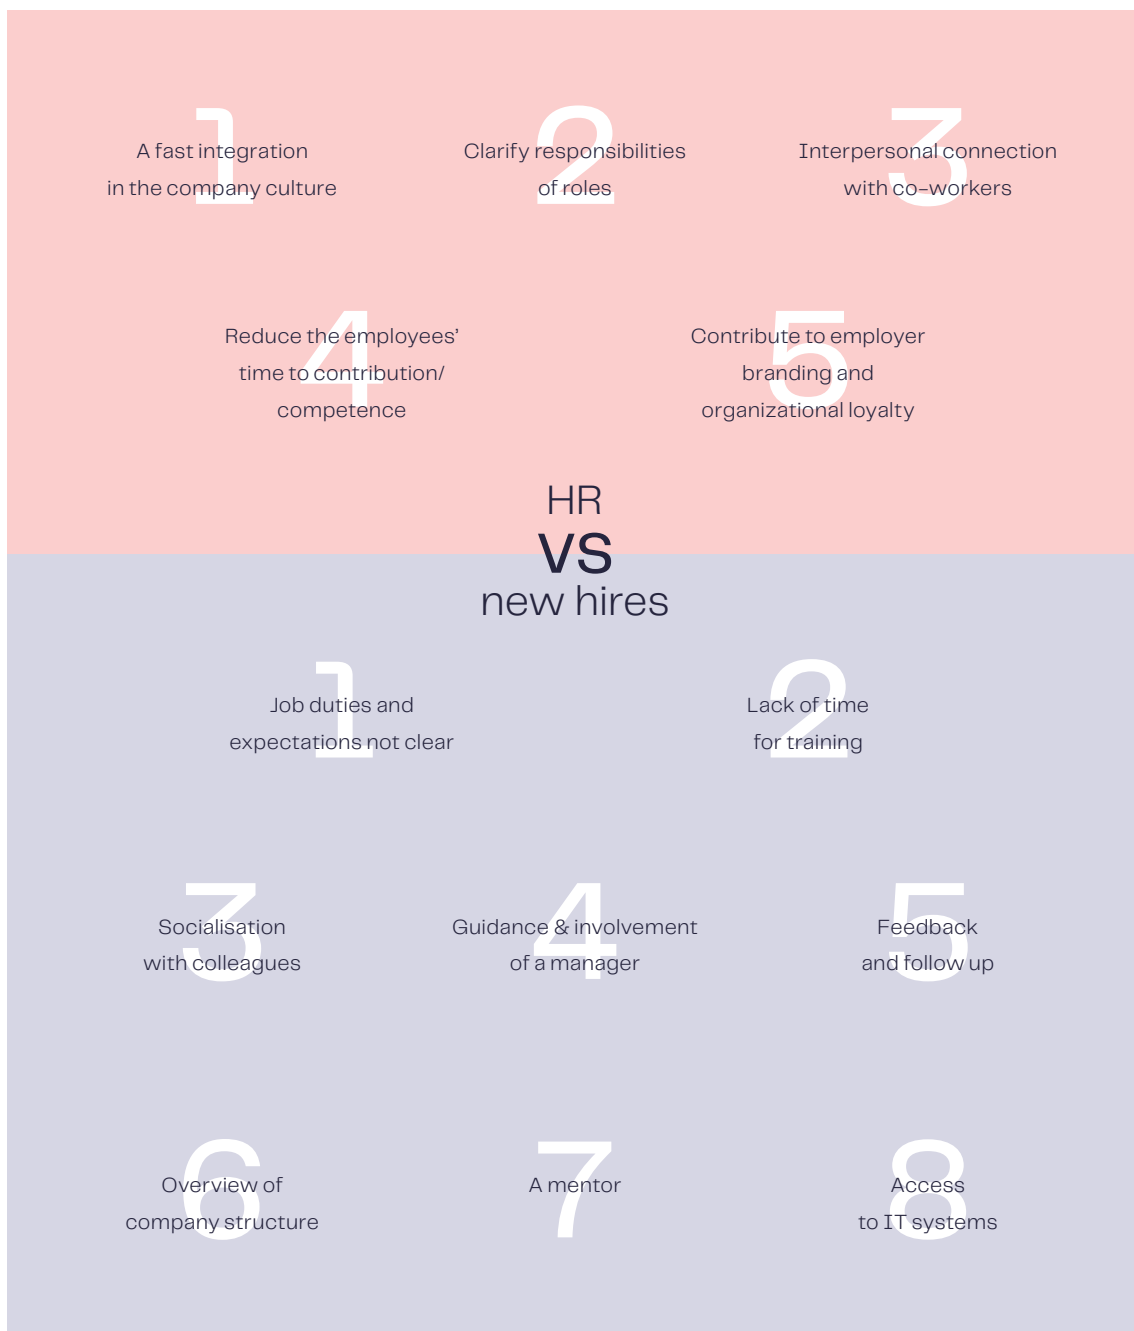 1
A fast integration
in the company culture
2
Clarify responsibilities
of roles
3
Interpersonal connection
with co-workers
4
Reduce the employees’
time to contribution/
competence
5
Contribute to employer
branding and
organizational loyalty
HR
vs
new hires
1
Job duties and
expectations not clear
2
Lack of time
for training
3
Socialisation
with colleagues
4
Guidance & involvement
of a manager
5
Feedback
and follow up
6
Overview of
company structure
7
A mentor
8
Access
to IT systems